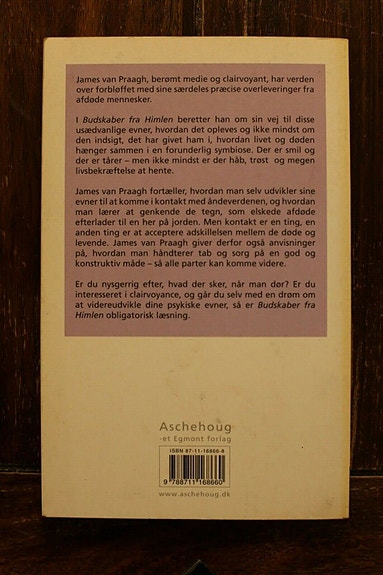 James van Praagh, berømt medie og clairvoyant, har verden
over forbløffet med sine særdeles præcise overleveringer fra
afdøde mennesker.
I Budskaber fra Himlen beretter han om sin vej til disse
usædvanlige evner, hvordan det opleves og ikke mindst om
den indsigt, det har givet ham i, hvordan livet og døden
hænger sammen i en forunderlig symbiose. Der er smil og
der er tårer – men ikke mindst er der håb, trøst og megen
livsbekræftelse at hente.
James van Praagh fortæller, hvordan man selv udvikler sine
evner til at komme i kontakt med åndeverdenen, og hvordan
man lærer at genkende de tegn, som elskede afdøde
efterlader til en her på jorden. Men kontakt er en ting, en
anden ting er at acceptere adskillelsen mellem de døde og
levende. James van Praagh giver derfor også anvisninger
på, hvordan man håndterer tab og sorg på en god og
konstruktiv måde – så alle parter kan komme videre.
Er du nysgerrig efter, hvad der sker, når man dør? Er du
interesseret i clairvoyance, og går du selv med en drøm om
at videreudvikle dine psykiske evner, så er Budskaber fra
Himlen obligatorisk læsning.
Aschehoug
-et Egmont forlag
ISBN 87-11-16866-8
9 788711 168660
www.aschehoug.dk